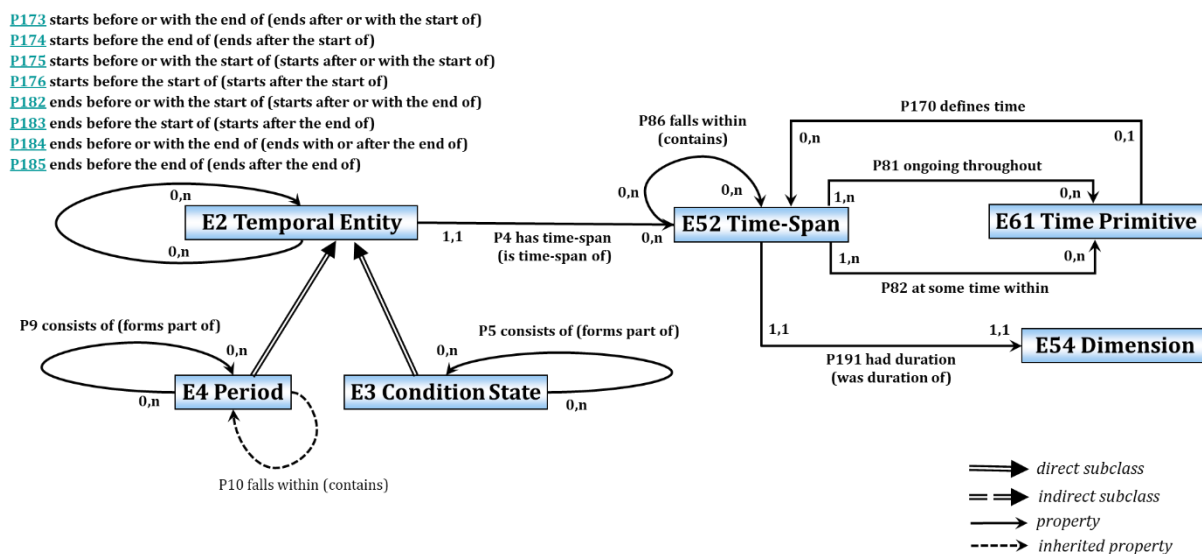 P173 starts before or with the end of (ends after or with the start of)
P174 starts before the end of (ends after the start of)
P175 starts before or with the start of (starts after or with the start of)
P176 starts before the start of (starts after the start of)
P182 ends before or with the start of (starts after or with the end of)
P183 ends before the start of (starts after the end of)
P184 ends before or with the end of (ends with or after the end of)
P185 ends before the end of (ends after the end of)
P170 defines time
P86 falls within
(contains)
0,n
0,1
P81 ongoing throughout
0,n
0,n
0,n
1,n
0,n
E2 Temporal Entity
E52 Time-Span
E61 Time Primitive
1,1
P4 has time-span
(is time-span of)
0,n
0,n
1,n
0,n
P82 at some time within
P9 consists of (forms part of)
P5 consists of (forms part of)
1,1
1,1
0,n
0,n
E54 Dimension
P191 had duration
(was duration of)
E4 Period
E3 Condition State
0,n
0,n
P10 falls within (contains)
direct subclass
indirect subclass
property
inherited property